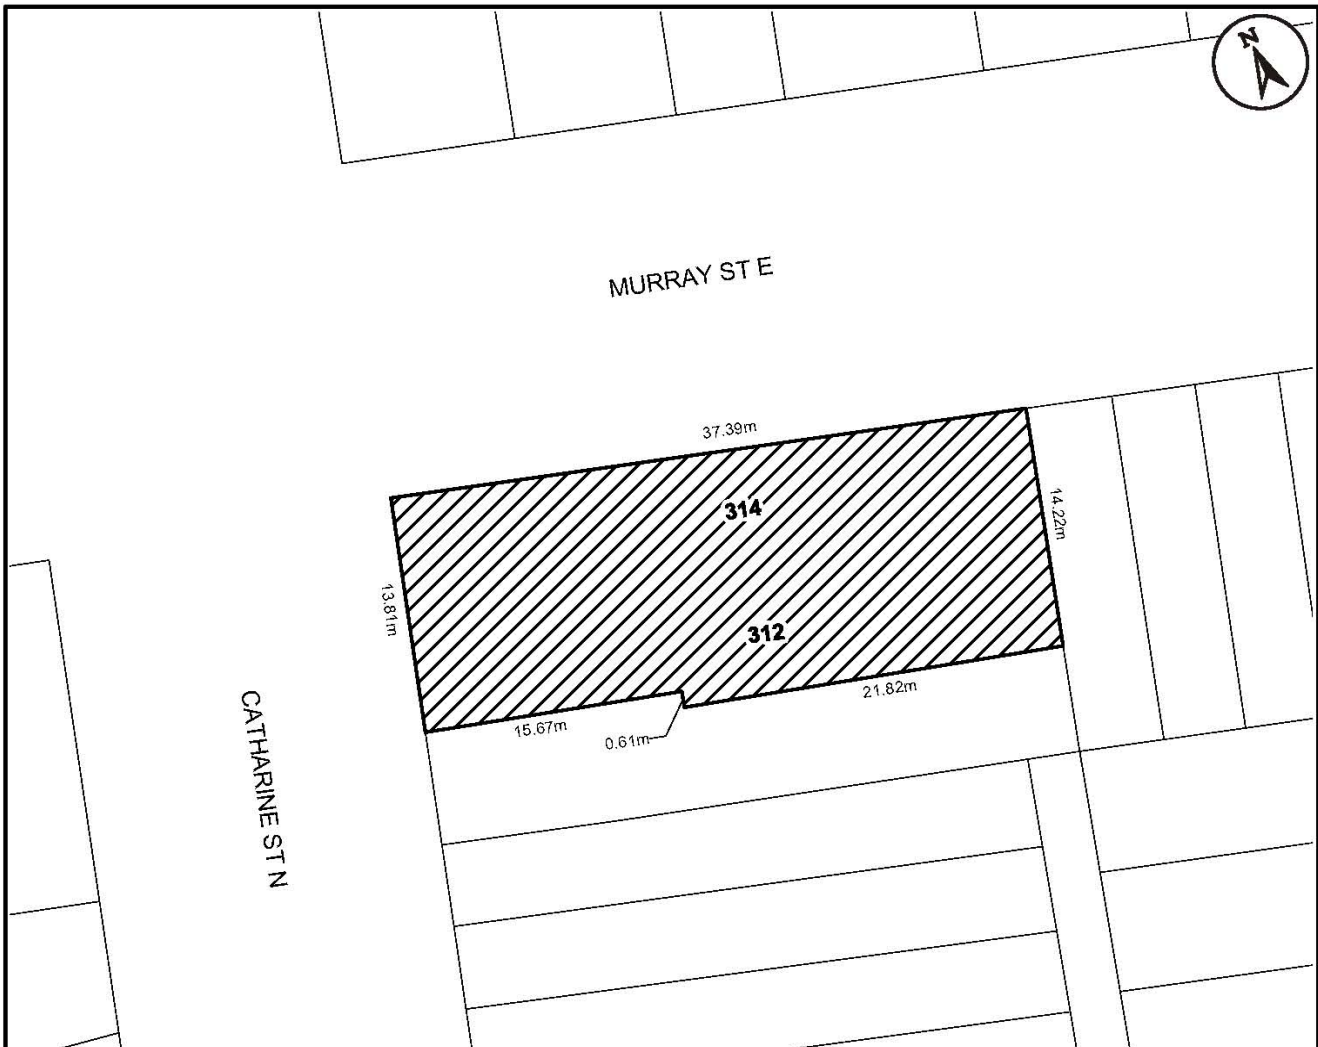 N
MURRAY ST E
37.39m
314
14.22m
13.81m
312
21.82m
15.67m
0.61m
CATHARINE ST N